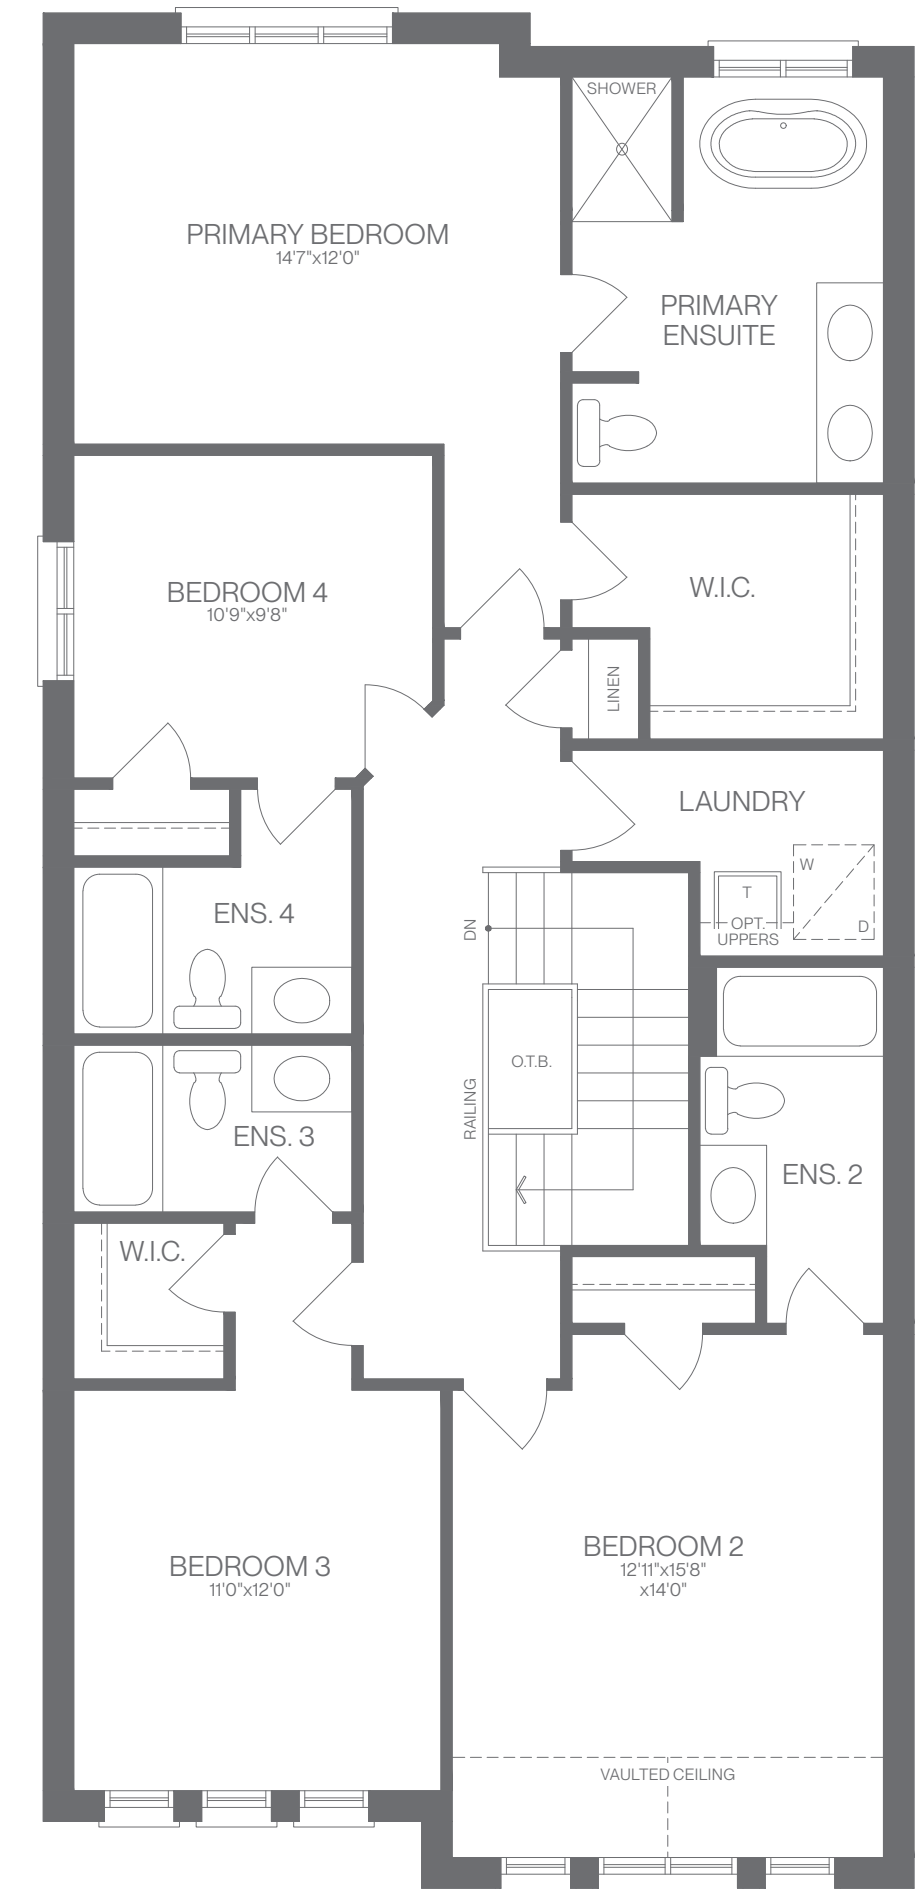 SHOWER
PRIMARY BEDROOM
14'7"x12'0"
PRIMARY
ENSUITE
BEDROOM 4
10'9"x9'8"
W.I.C.
LINEN
LAUNDRY
W
T
D
OPT.
UPPERS
ENS. 4
DN
O.T.B.
RAILING
ENS. 3
ENS. 2
W.I.C.
BEDROOM 3
11'0"x12'0"
BEDROOM 2
12'11"x15'8"
x14'0"
VAULTED CEILING